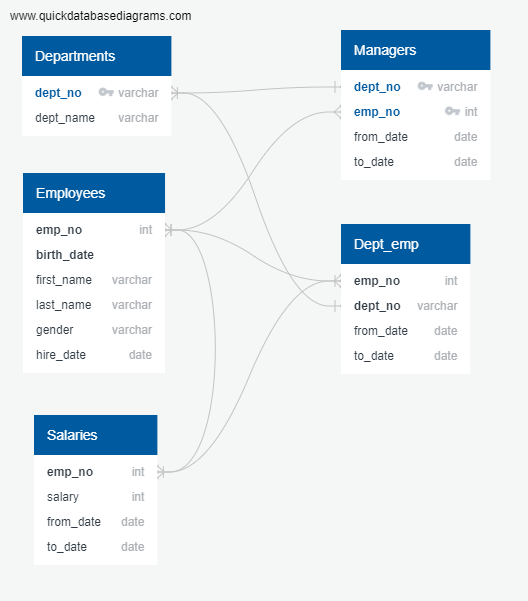 www.quickdatabasediagrams.com
Departments
dept_no varchar
dept_name varchar
Managers
dept_no varchar
emp_no int
from_date date
to_date date
Employees
emp_no int
birth_date
first_name varchar
last_name varchar
gender varchar
hire_date date
Dept_emp
emp_no int
dept_no varchar
from_date date
to_date date
Salaries
emp_no int
salary int
from_date date
to_date date